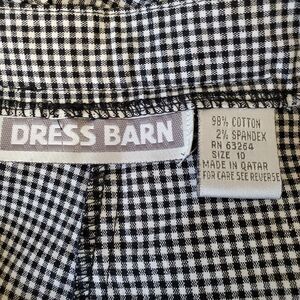 DRESS BARN
98% COTTON
2% SPANDEX
RN 63264
SIZE 10
MADE IN QATAR
FOR CARE SEE REVERSE